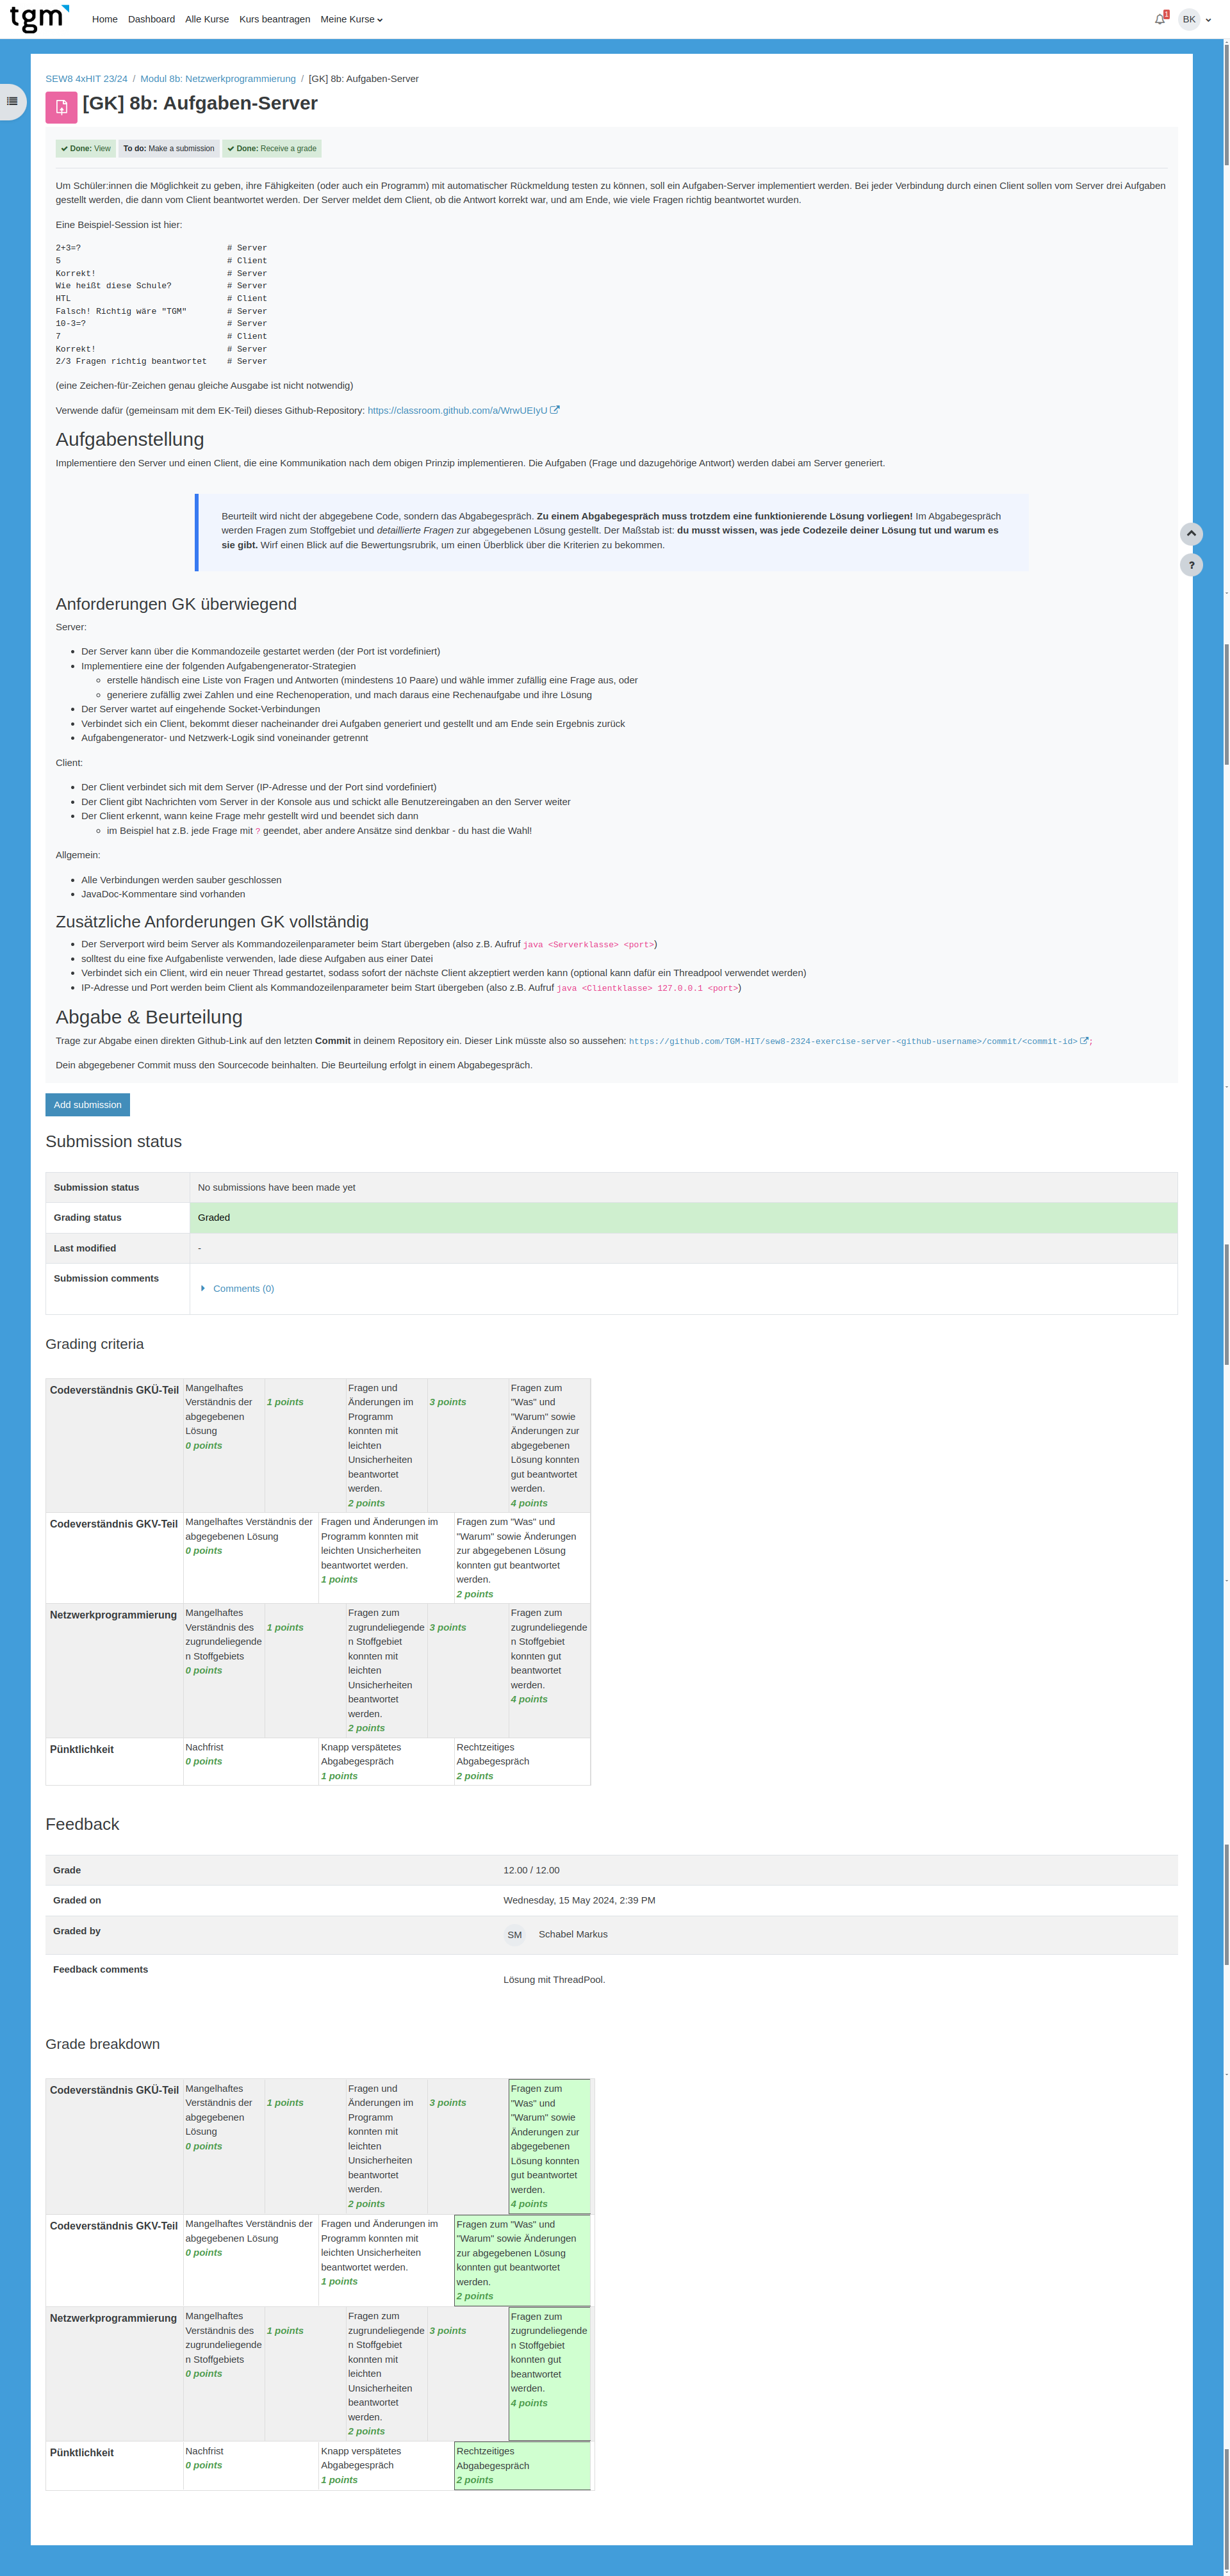 tgm
Home Dashboard Alle Kurse Kurs beantragen Meine Kurse
1
BK
SEW8 4xHIT 23/24 / Modul 8b: Netzwerkprogrammierung / [GK] 8b: Aufgaben-Server
[GK] 8b: Aufgaben-Server
Done: View To do: Make a submission Done: Receive a grade
Um Schüler:innen die Möglichkeit zu geben, ihre Fähigkeiten (oder auch ein Programm) mit automatischer Rückmeldung testen zu können, soll ein Aufgaben-Server implementiert werden. Bei jeder Verbindung durch einen Client sollen vom Server drei Aufgaben
gestellt werden, die dann vom Client beantwortet werden. Der Server meldet dem Client, ob die Antwort korrekt war, und am Ende, wie viele Fragen richtig beantwortet wurden.
Eine Beispiel-Session ist hier:
2+3=? # Server
5 # Client
Korrekt! # Server
Wie heißt diese Schule? # Server
HTL # Client
Falsch! Richtig wäre "TGM" # Server
10-3=? # Server
7 # Client
Korrekt! # Server
2/3 Fragen richtig beantwortet # Server
(eine Zeichen-für-Zeichen genau gleiche Ausgabe ist nicht notwendig)
Verwende dafür (gemeinsam mit dem EK-Teil) dieses Github-Repository: https://classroom.github.com/a/WrwUEIyU
Aufgabenstellung
Implementiere den Server und einen Client, die eine Kommunikation nach dem obigen Prinzip implementieren. Die Aufgaben (Frage und dazugehörige Antwort) werden dabei am Server generiert.
Beurteilt wird nicht der abgegebene Code, sondern das Abgabegespräch. Zu einem Abgabegespräch muss trotzdem eine funktionierende Lösung vorliegen! Im Abgabegespräch
werden Fragen zum Stoffgebiet und detaillierte Fragen zur abgegebenen Lösung gestellt. Der Maßstab ist: du musst wissen, was jede Codezeile deiner Lösung tut und warum es
sie gibt. Wirf einen Blick auf die Bewertungsrubrik, um einen Überblick über die Kriterien zu bekommen.
?
Anforderungen GK überwiegend
Server:
Der Server kann über die Kommandozeile gestartet werden (der Port ist vordefiniert)
Implementiere eine der folgenden Aufgabengenerator-Strategien
erstelle händisch eine Liste von Fragen und Antworten (mindestens 10 Paare) und wähle immer zufällig eine Frage aus, oder
generiere zufällig zwei Zahlen und eine Rechenoperation, und mach daraus eine Rechenaufgabe und ihre Lösung
Der Server wartet auf eingehende Socket-Verbindungen
Verbindet sich ein Client, bekommt dieser nacheinander drei Aufgaben generiert und gestellt und am Ende sein Ergebnis zurück
Aufgabengenerator- und Netzwerk-Logik sind voneinander getrennt
Client:
Der Client verbindet sich mit dem Server (IP-Adresse und der Port sind vordefiniert)
Der Client gibt Nachrichten vom Server in der Konsole aus und schickt alle Benutzereingaben an den Server weiter
Der Client erkennt, wann keine Frage mehr gestellt wird und beendet sich dann
im Beispiel hat z.B. jede Frage mit ? geendet, aber andere Ansätze sind denkbar - du hast die Wahl!
Allgemein:
Alle Verbindungen werden sauber geschlossen
JavaDoc-Kommentare sind vorhanden
Zusätzliche Anforderungen GK vollständig
Der Serverport wird beim Server als Kommandozeilenparameter beim Start übergeben (also z.B. Aufruf java <Serverklasse> <port>)
solltest du eine fixe Aufgabenliste verwenden, lade diese Aufgaben aus einer Datei
Verbindet sich ein Client, wird ein neuer Thread gestartet, sodass sofort der nächste Client akzeptiert werden kann (optional kann dafür ein Threadpool verwendet werden)
IP-Adresse und Port werden beim Client als Kommandozeilenparameter beim Start übergeben (also z.B. Aufruf java <Clientklasse> 127.0.0.1 <port>)
Abgabe & Beurteilung
Trage zur Abgabe einen direkten Github-Link auf den letzten Commit in deinem Repository ein. Dieser Link müsste also so aussehen: https://github.com/TGM-HIT/sew8-2324-exercise-server-<github-username>/commit/<commit-id> ;
Dein abgegebener Commit muss den Sourcecode beinhalten. Die Beurteilung erfolgt in einem Abgabegespräch.
Add submission
Submission status
Submission status No submissions have been made yet
Grading status Graded
Last modified -
Submission comments Comments (0)
Grading criteria
Codeverständnis GKÜ-Teil Mangelhaftes Verständnis der abgegebenen Lösung 0 points 1 points Fragen und Änderungen im Programm konnten mit leichten Unsicherheiten beantwortet werden. 2 points 3 points Fragen zum "Was" und "Warum" sowie Änderungen zur abgegebenen Lösung konnten gut beantwortet werden. 4 points
Codeverständnis GKV-Teil Mangelhaftes Verständnis der abgegebenen Lösung 0 points Fragen und Änderungen im Programm konnten mit leichten Unsicherheiten beantwortet werden. 1 points Fragen zum "Was" und "Warum" sowie Änderungen zur abgegebenen Lösung konnten gut beantwortet werden. 2 points
Netzwerkprogrammierung Mangelhaftes Verständnis des zugrundeliegenden Stoffgebiets 0 points 1 points Fragen zum zugrundeliegenden Stoffgebiet konnten mit leichten Unsicherheiten beantwortet werden. 2 points 3 points Fragen zum zugrundeliegenden Stoffgebiet konnten gut beantwortet werden. 4 points
Pünktlichkeit Nachfrist 0 points Knapp verspätetes Abgabegespräch 1 points Rechtzeitiges Abgabegespräch 2 points
Feedback
Grade 12.00 / 12.00
Graded on Wednesday, 15 May 2024, 2:39 PM
Graded by SM Schabel Markus
Feedback comments Lösung mit ThreadPool.
Grade breakdown
Codeverständnis GKÜ-Teil Mangelhaftes Verständnis der abgegebenen Lösung 0 points 1 points Fragen und Änderungen im Programm konnten mit leichten Unsicherheiten beantwortet werden. 2 points 3 points Fragen zum "Was" und "Warum" sowie Änderungen zur abgegebenen Lösung konnten gut beantwortet werden. 4 points
Codeverständnis GKV-Teil Mangelhaftes Verständnis der abgegebenen Lösung 0 points Fragen und Änderungen im Programm konnten mit leichten Unsicherheiten beantwortet werden. 1 points Fragen zum "Was" und "Warum" sowie Änderungen zur abgegebenen Lösung konnten gut beantwortet werden. 2 points
Netzwerkprogrammierung Mangelhaftes Verständnis des zugrundeliegenden Stoffgebiets 0 points 1 points Fragen zum zugrundeliegenden Stoffgebiet konnten mit leichten Unsicherheiten beantwortet werden. 2 points 3 points Fragen zum zugrundeliegenden Stoffgebiet konnten gut beantwortet werden. 4 points
Pünktlichkeit Nachfrist 0 points Knapp verspätetes Abgabegespräch 1 points Rechtzeitiges Abgabegespräch 2 points